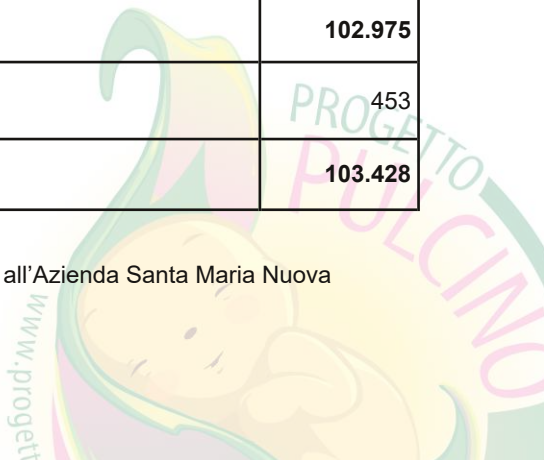 102.975
453
103.428
PROGETTO
PULCINO
all'Azienda Santa Maria Nuova
www.progett